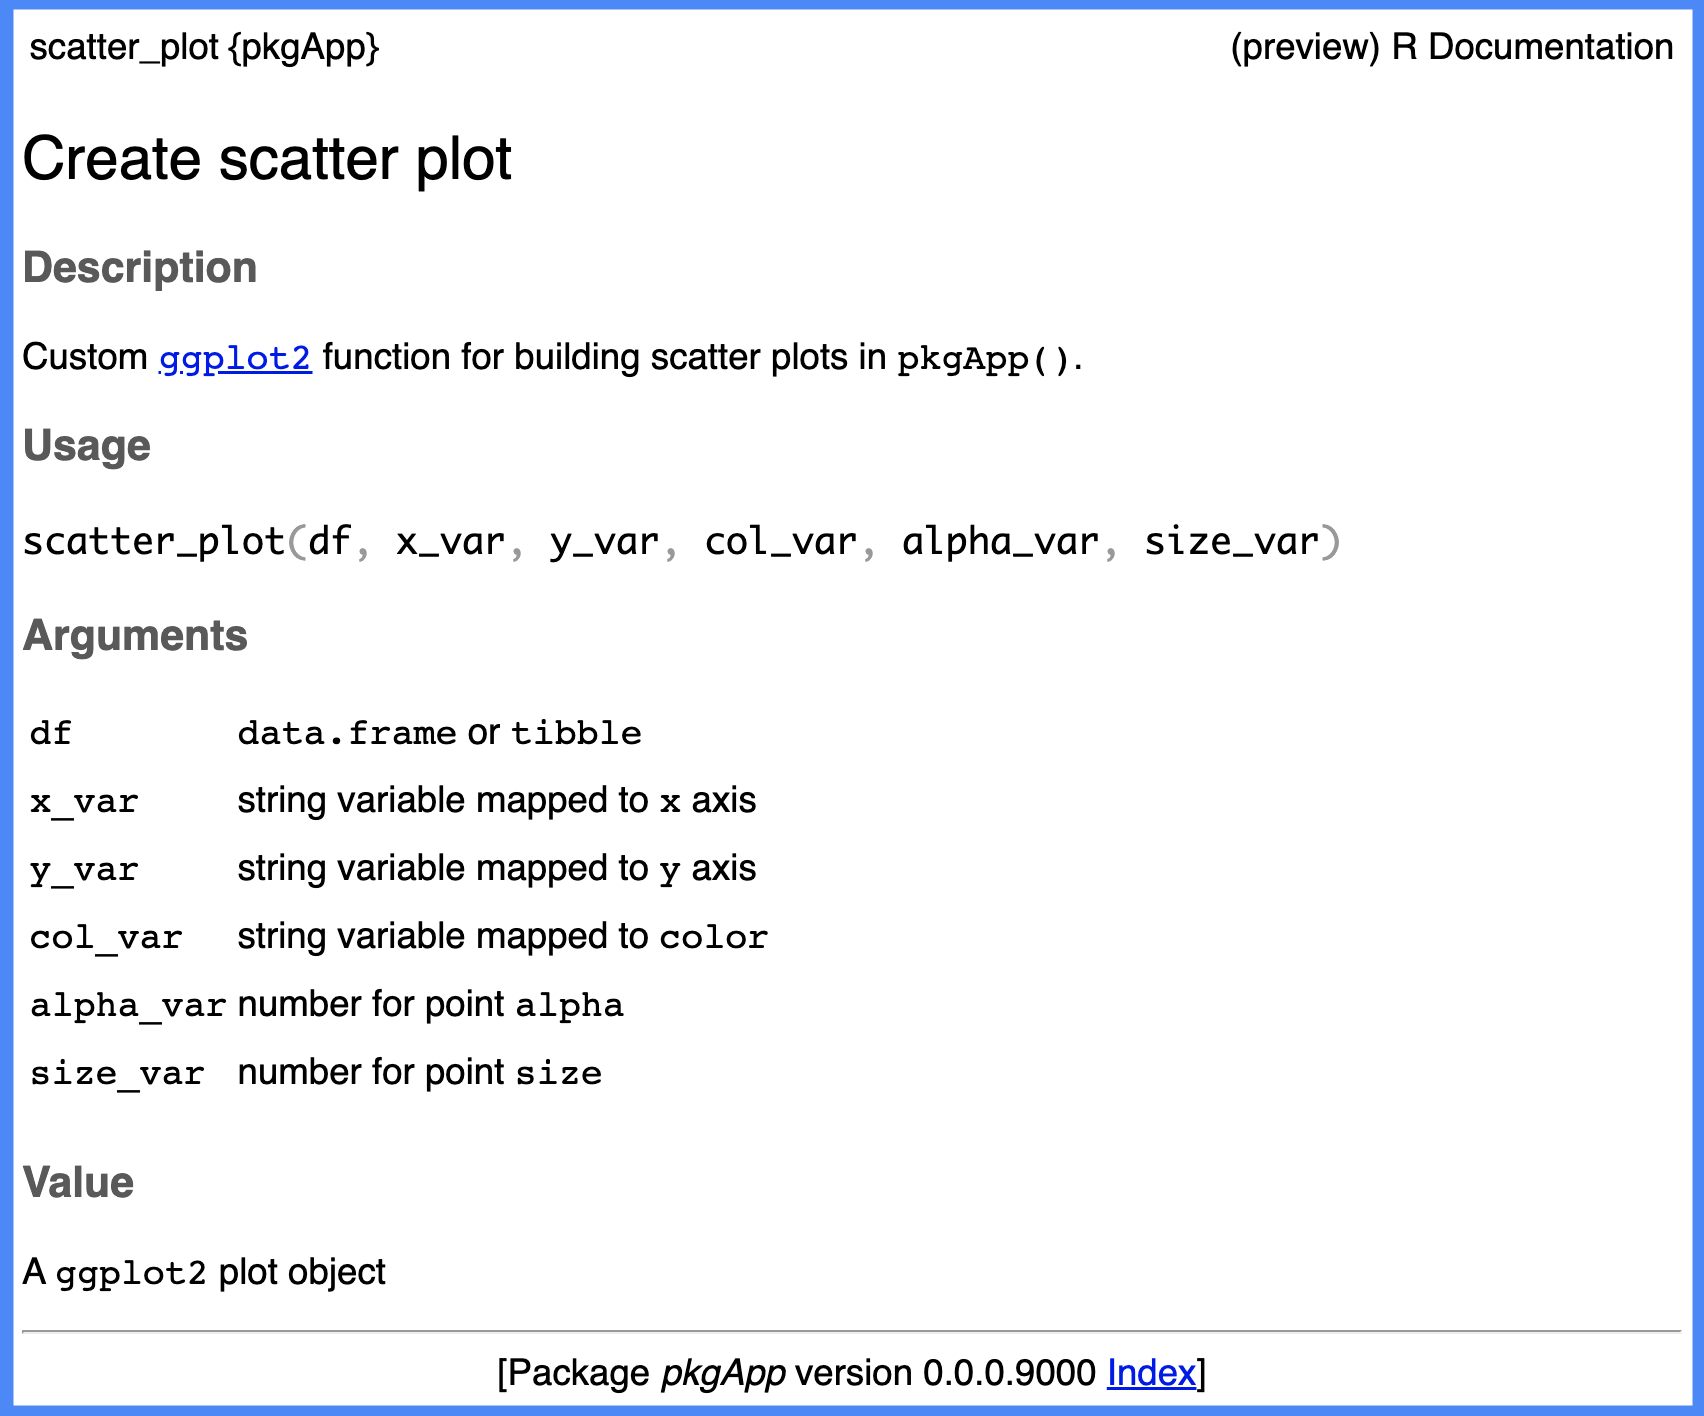 scatter_plot {pkgApp} (preview) R Documentation
Create scatter plot
Description
Custom ggplot2 function for building scatter plots in pkgApp().
Usage
scatter_plot(df, x_var, y_var, col_var, alpha_var, size_var)
Arguments
df data.frame or tibble
x_var string variable mapped to x axis
y_var string variable mapped to y axis
col_var string variable mapped to color
alpha_var number for point alpha
size_var number for point size
Value
A ggplot2 plot object
[Package pkgApp version 0.0.0.9000 Index]